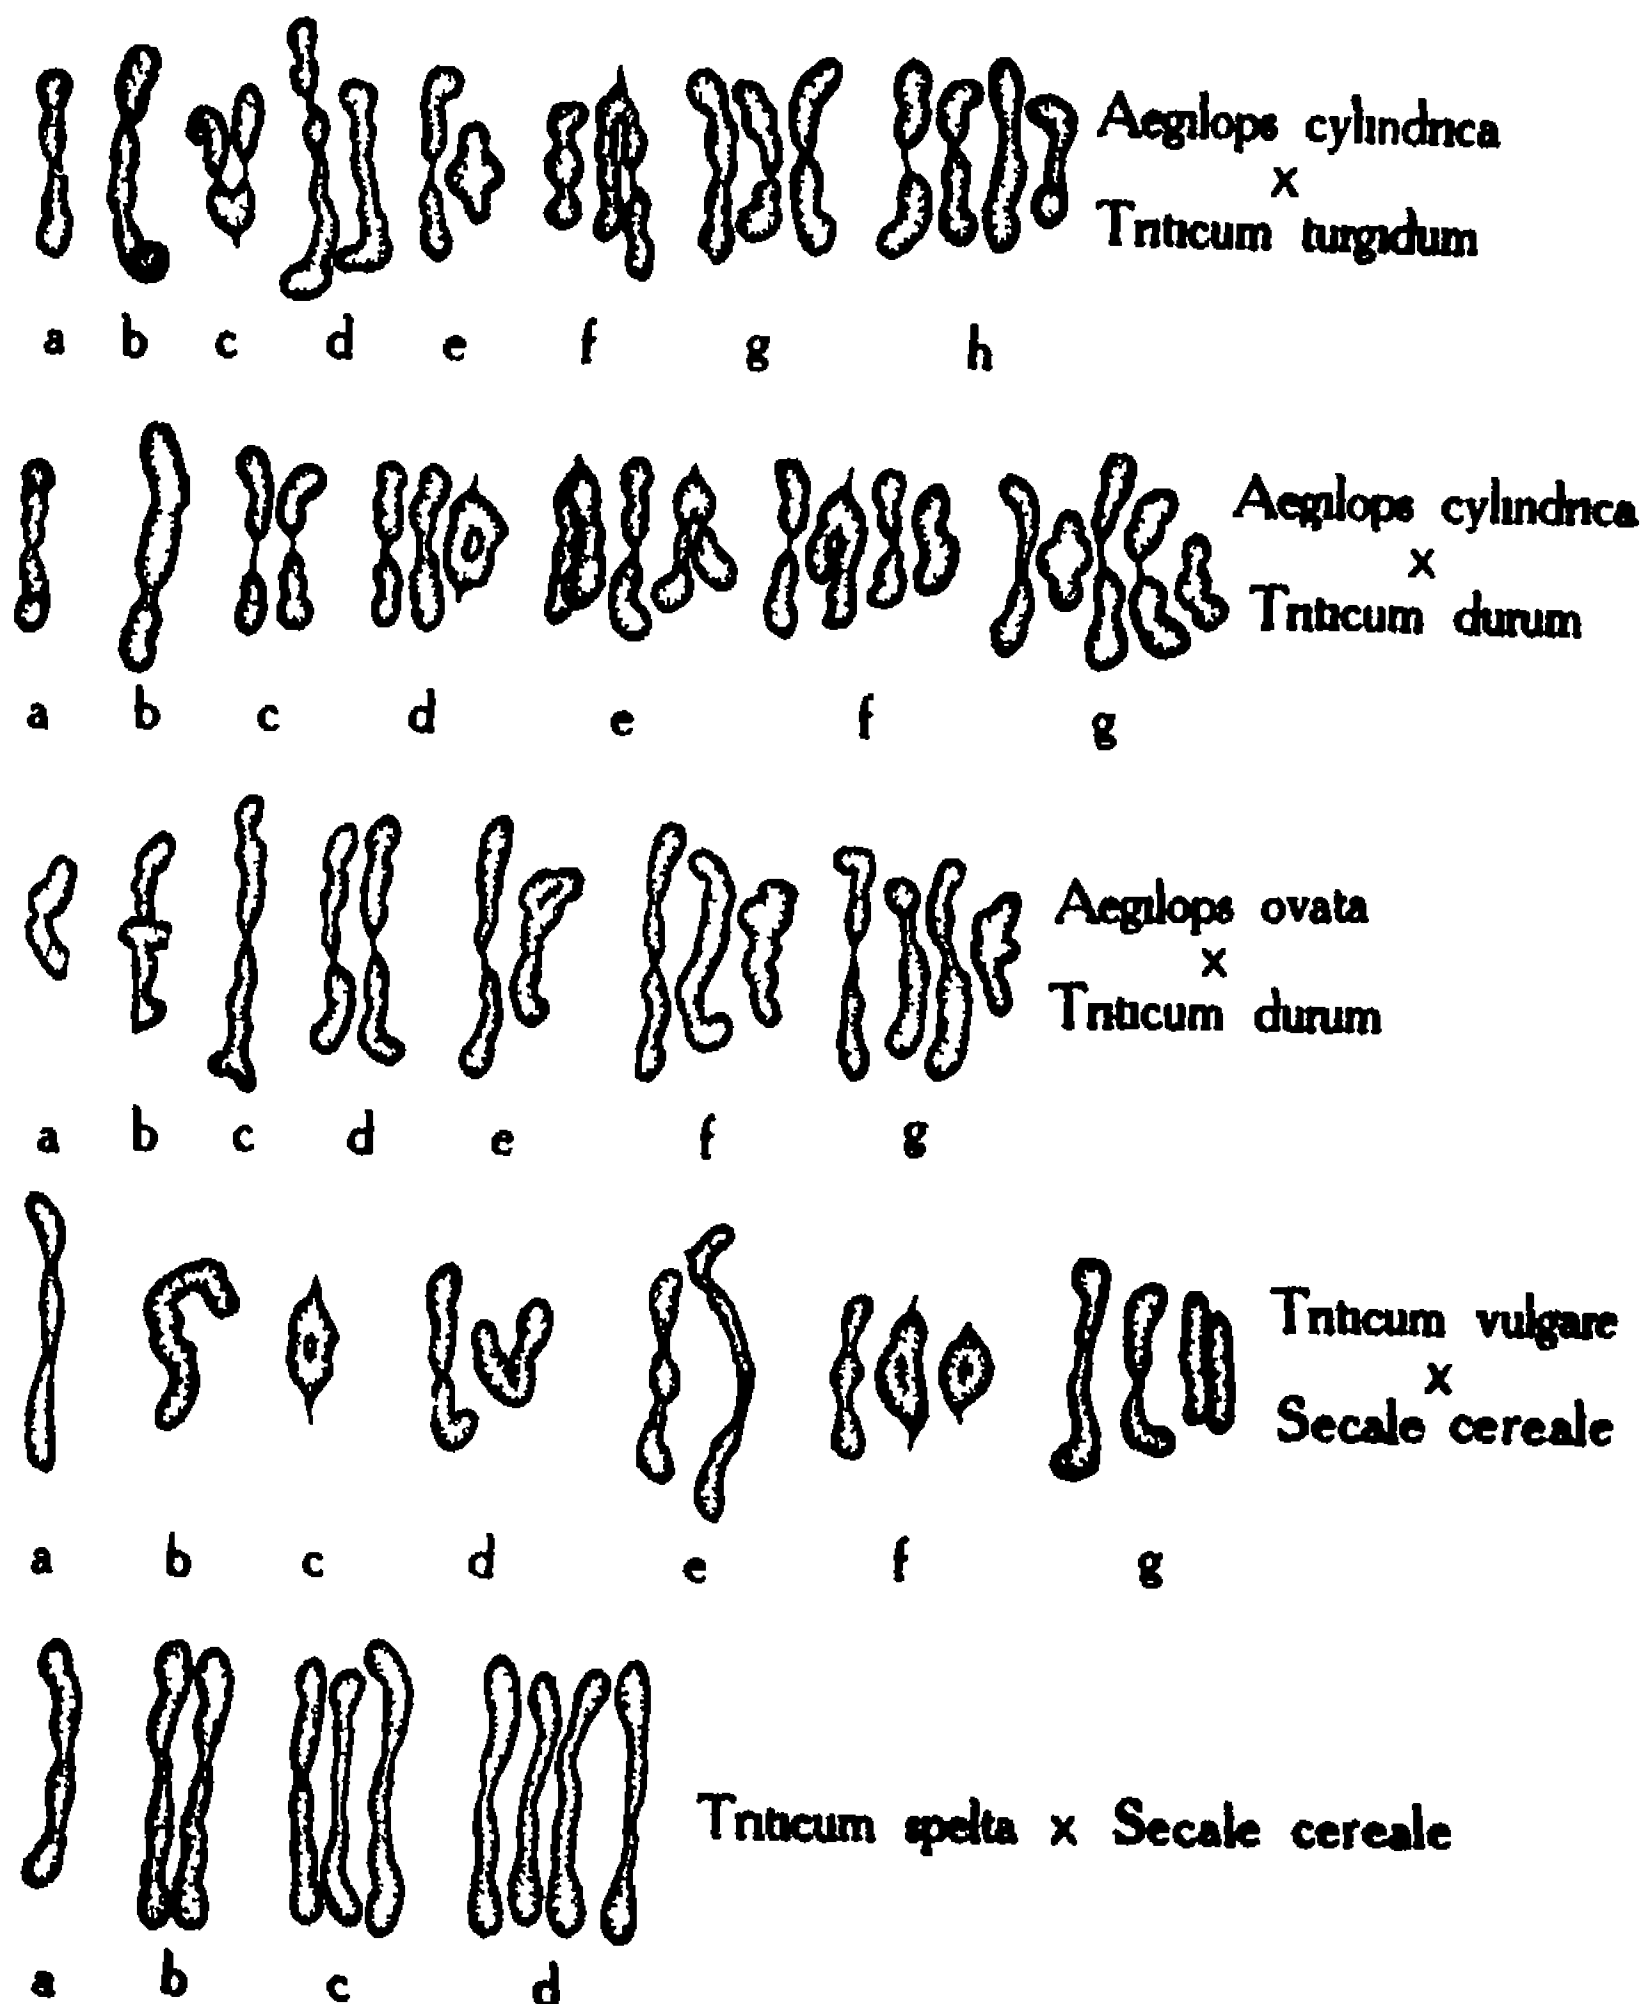 Aegilops cylindrica
x
Triticum turgidum
a b c d e f g h
Aegilops cylindrica
x
Triticum durum
a b c d e f g
Aegilops ovata
x
Triticum durum
a b c d e f g
Triticum vulgare
x
Secale cereale
a b c d e f g
Triticum spelta x Secale cereale
a b c d